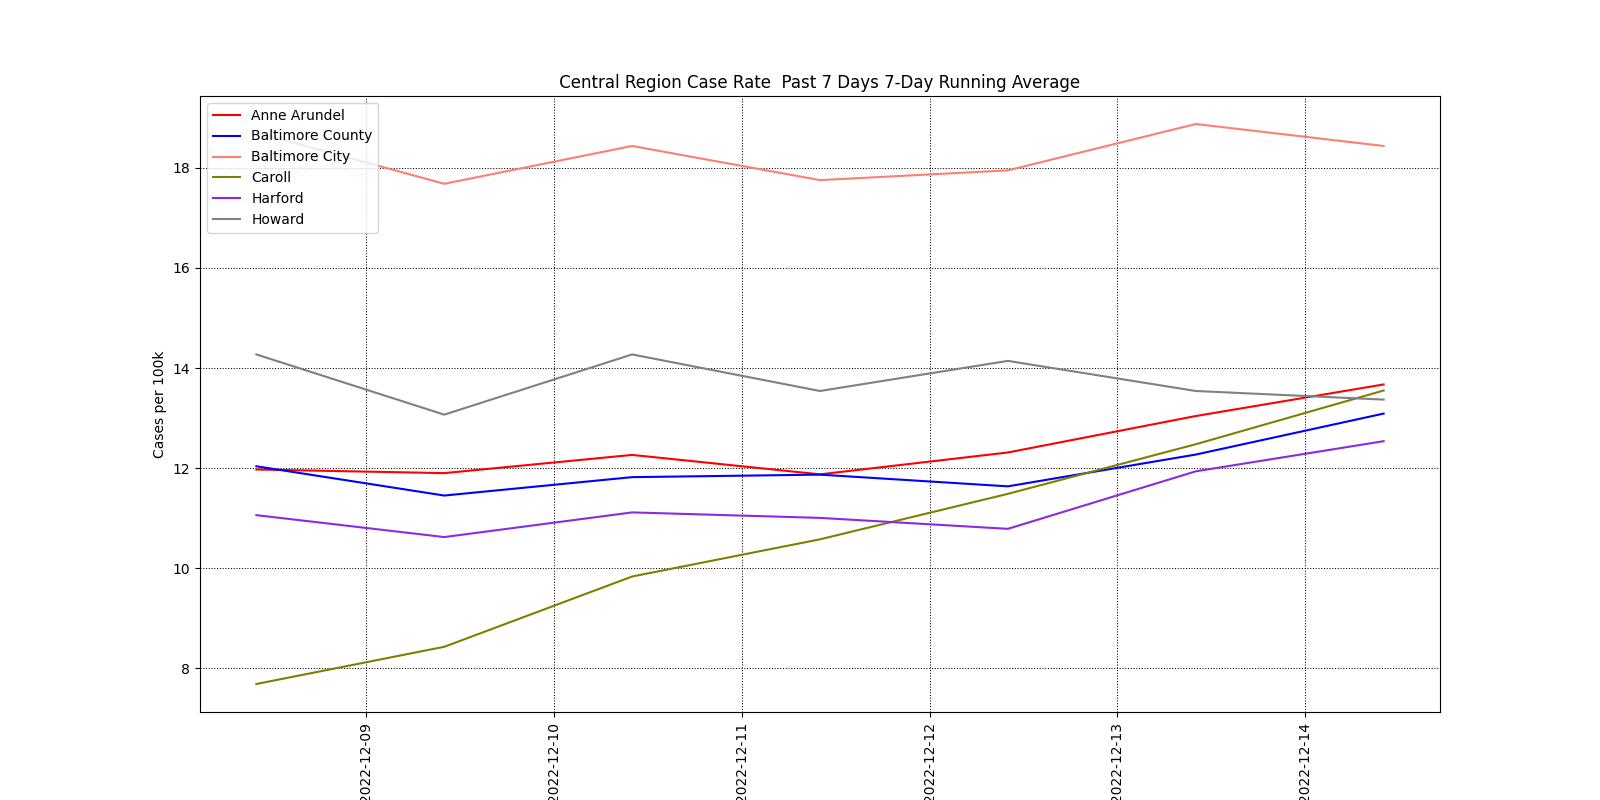 Central Region Case Rate  Past 7 Days 7-Day Running Average
Anne Arundel
Baltimore County
Baltimore City
Caroll
Harford
Howard
Cases per 100k
18
16
14
12
10
8
2022-12-09
2022-12-10
2022-12-11
2022-12-12
2022-12-13
2022-12-14